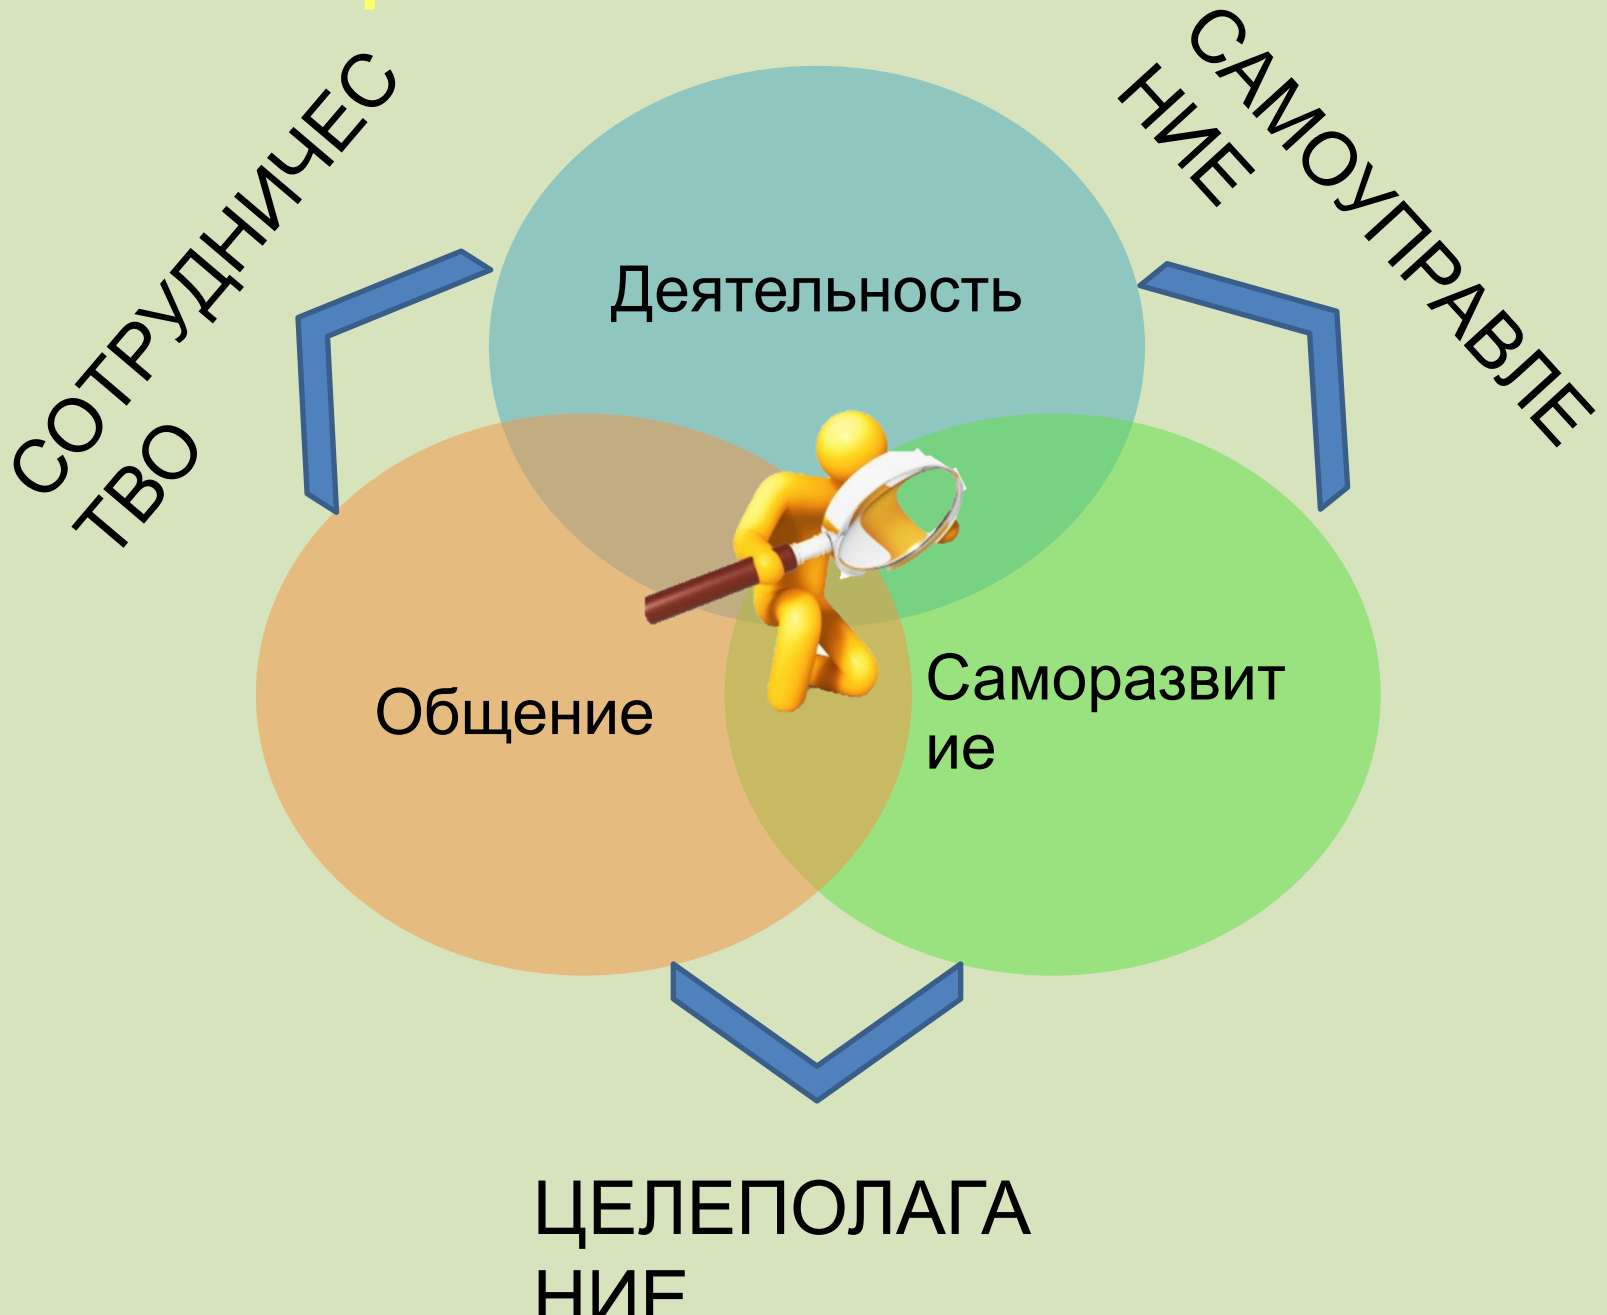 СОТРУДНИЧЕС
ТВО
САМОУПРАВЛЕ
НИЕ
Деятельность
Общение
Саморазвит
ие
ЦЕЛЕПОЛАГА
НИЕ